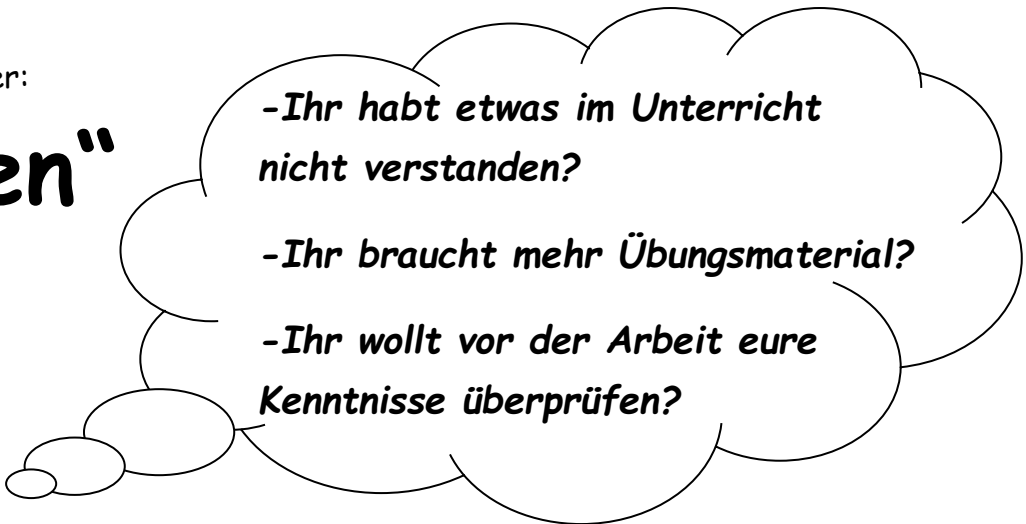 er:
en“
-Ihr habt etwas im Unterricht
nicht verstanden?
-Ihr braucht mehr Übungsmaterial?
-Ihr wollt vor der Arbeit eure
Kenntnisse überprüfen?